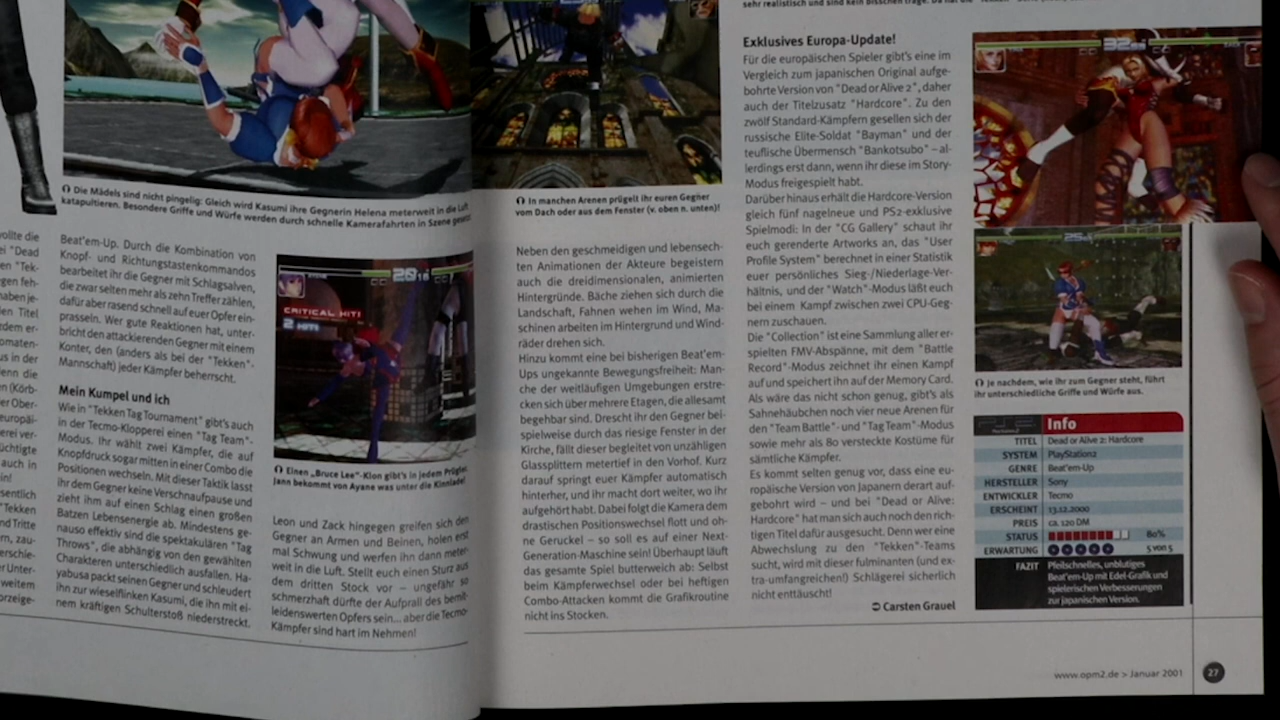 Die Mädels sind nicht pingelig: Gleich wird Kasumi ihre Gegnerin Helena meterweit in die Luft
katapultieren. Besondere Griffe und Würfe werden durch schnelle Kamerafahrten in Szene gesetzt.
Beat'em-Up. Durch die Kombination von
Knopf- und Richtungstastenkommandos
bearbeitet ihr die Gegner mit Schlagsalven,
die zwar selten mehr als zehn Treffer zählen,
dafür aber rasend schnell auf euer Opfer ein-
prasseln. Wer gute Reaktionen hat, unter-
bricht den attackierenden Gegner mit einem
Konter, den (anders als bei der "Tekken"-
Mannschaft) jeder Kämpfer beherrscht.
Mein Kumpel und ich
Wie in "Tekken Tag Tournament" gibt's auch
in der Tecmo-Klopperei einen "Tag Team"-
Modus. Ihr wählt zwei Kämpfer, die auf
Knopfdruck sogar mitten in einer Combo die
Positionen wechseln. Mit dieser Taktik lasst
ihr dem Gegner keine Verschnaufpause und
zieht ihm auf einen Schlag einen großen
Batzen Lebensenergie ab. Mindestens ge-
nauso effektiv sind die spektakulären "Tag
Throws", die abhängig von den gewählten
Charakteren unterschiedlich ausfallen. Ha-
yabusa packt seinen Gegner und schleudert
ihn zur wieselflinken Kasumi, die ihn mit ei-
nem kräftigen Schulterstoß niederstreckt.
CRITICAL HIT!
2 HITS
Einen „Bruce Lee"-Klon gibt's in jedem Prügler.
Jann bekommt von Ayane was unter die Kinnlade!
Leon und Zack hingegen greifen sich den
Gegner an Armen und Beinen, holen erst
mal Schwung und werfen ihn dann meter-
weit in die Luft. Stellt euch einen Sturz aus
dem dritten Stock vor – ungefähr so
schmerzhaft dürfte der Aufprall des bemit-
leidenswerten Opfers sein... aber die Tecmo-
Kämpfer sind hart im Nehmen!
In manchen Arenen prügelt ihr euren Gegner
vom Dach oder aus dem Fenster (v. oben n. unten)!
Neben den geschmeidigen und lebensech-
ten Animationen der Akteure begeistern
auch die dreidimensionalen, animierten
Hintergründe. Bäche ziehen sich durch die
Landschaft, Fahnen wehen im Wind, Ma-
schinen arbeiten im Hintergrund und Wind-
räder drehen sich.
Hinzu kommt eine bei bisherigen Beat'em-
Ups ungekannte Bewegungsfreiheit: Man-
che der weitläufigen Umgebungen erstre-
cken sich über mehrere Etagen, die allesamt
begehbar sind. Drescht ihr den Gegner bei-
spielweise durch das riesige Fenster in der
Kirche, fällt dieser begleitet von unzähligen
Glassplittern metertief in den Vorhof. Kurz
darauf springt euer Kämpfer automatisch
hinterher, und ihr macht dort weiter, wo ihr
aufgehört habt. Dabei folgt die Kamera dem
drastischen Positionswechsel flott und oh-
ne Geruckel – so soll es auf einer Next-
Generation-Maschine sein! Überhaupt läuft
das gesamte Spiel butterweich ab: Selbst
beim Kämpferwechsel oder bei heftigen
Combo-Attacken kommt die Grafikroutine
nicht ins Stocken.
Exklusives Europa-Update!
Für die europäischen Spieler gibt's eine im
Vergleich zum japanischen Original aufge-
bohrte Version von "Dead or Alive 2", daher
auch der Titelzusatz "Hardcore". Zu den
zwölf Standard-Kämpfern gesellen sich der
russische Elite-Soldat "Bayman" und der
teuflische Übermensch "Bankotsubo" – al-
lerdings erst dann, wenn ihr diese im Story-
Modus freigespielt habt.
Darüber hinaus erhält die Hardcore-Version
gleich fünf nagelneue und PS2-exklusive
Spielmodi: In der "CG Gallery" schaut ihr
euch gerenderte Artworks an, das "User
Profile System" berechnet in einer Statistik
euer persönliches Sieg-/Niederlage-Ver-
hältnis, und der "Watch"-Modus läßt euch
bei einem Kampf zwischen zwei CPU-Geg-
nern zuschauen.
Die "Collection" ist eine Sammlung aller er-
spielten FMV-Abspänne, mit dem "Battle
Record"-Modus zeichnet ihr einen Kampf
auf und speichert ihn auf der Memory Card.
Als wäre das nicht schon genug, gibt's als
Sahnehäubchen noch vier neue Arenen für
den "Team Battle"- und "Tag Team"-Modus
sowie mehr als 80 versteckte Kostüme für
sämtliche Kämpfer.
Es kommt selten genug vor, dass eine eu-
ropäische Version von Japanern derart auf-
gebohrt wird – und bei "Dead or Alive:
Hardcore" hat man sich auch noch den rich-
tigen Titel dafür ausgesucht. Denn wer eine
Abwechslung zu den "Tekken"-Teams
sucht, wird mit dieser fulminanten (und ex-
tra-umfangreichen!) Schlägerei sicherlich
nicht enttäuscht!
Carsten Grauel
Je nachdem, wie ihr zum Gegner steht, führt
ihr unterschiedliche Griffe und Würfe aus.
Info
TITEL Dead or Alive 2: Hardcore
SYSTEM PlayStation2
GENRE Beat'em-Up
HERSTELLER Sony
ENTWICKLER Tecmo
ERSCHEINT 13.12.2000
PREIS ca. 120 DM
STATUS 80%
ERWARTUNG 5 von 5
FAZIT Pfeilschnelles, unblutiges
Beat'em-Up mit Edel-Grafik und
spielerischen Verbesserungen
zur japanischen Version.
www.opm2.de > Januar 2001 27